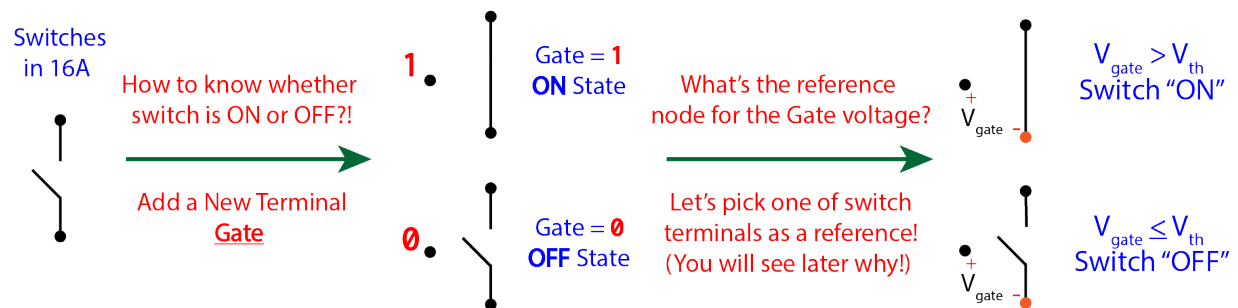 Switches
in 16A
How to know whether
switch is ON or OFF?!
Add a New Terminal
Gate
1
Gate = 1
ON State
0
Gate = 0
OFF State
What's the reference
node for the Gate voltage?
Let's pick one of switch
terminals as a reference!
(You will see later why!)
+
Vgate -
Vgate > Vth
Switch “ON”
+
Vgate -
Vgate ≤ Vth
Switch “OFF”